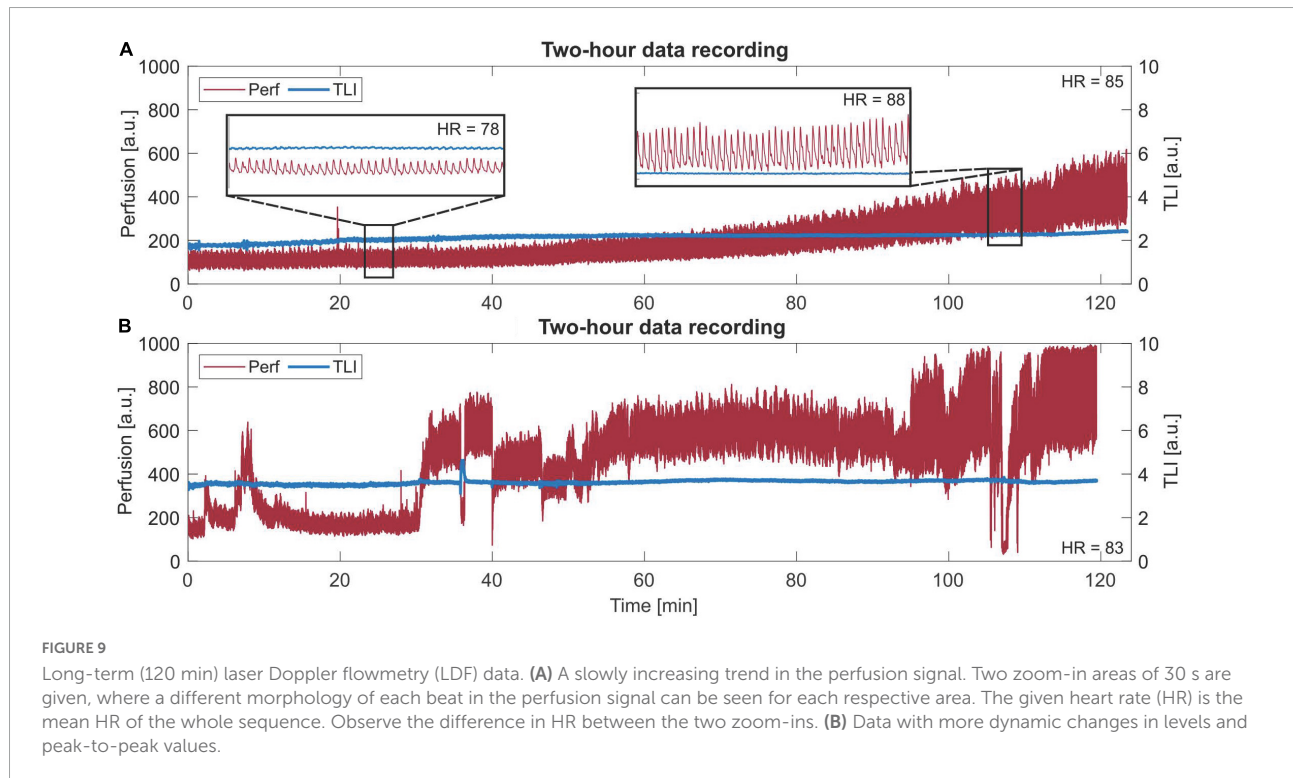 A
Two-hour data recording
1000
800
600
400
200
0
Perfusion [a.u.]
Perf TLI
HR = 78
HR = 88
HR = 85
10
8
6
4
2
0
TLI [a.u.]
0 20 40 60 80 100 120
B
Two-hour data recording
1000
800
600
400
200
0
Perfusion [a.u.]
Perf TLI
HR = 83
10
8
6
4
2
0
TLI [a.u.]
0 20 40 60 80 100 120
Time [min]
FIGURE 9
Long-term (120 min) laser Doppler flowmetry (LDF) data. (A) A slowly increasing trend in the perfusion signal. Two zoom-in areas of 30 s are
given, where a different morphology of each beat in the perfusion signal can be seen for each respective area. The given heart rate (HR) is the
mean HR of the whole sequence. Observe the difference in HR between the two zoom-ins. (B) Data with more dynamic changes in levels and
peak-to-peak values.